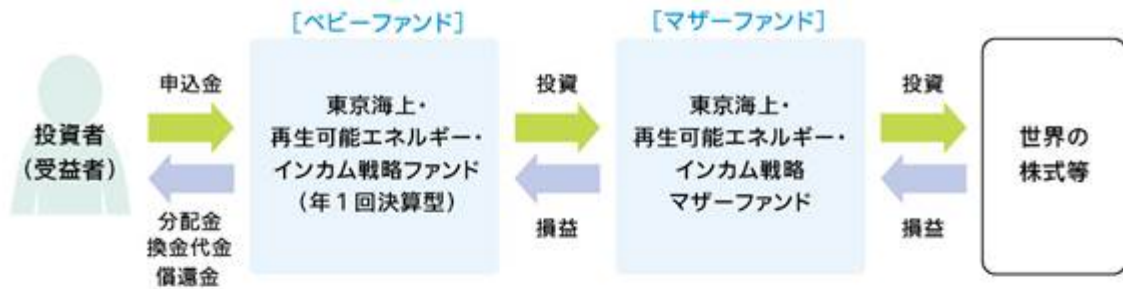 [ベビーファンド]
[マザーファンド]
投資者
(受益者)
申込金
分配金
換金代金
償還金
東京海上・
再生可能エネルギー・
インカム戦略ファンド
(年1回決算型)
投資
損益
東京海上・
再生可能エネルギー・
インカム戦略
マザーファンド
投資
損益
世界の
株式等